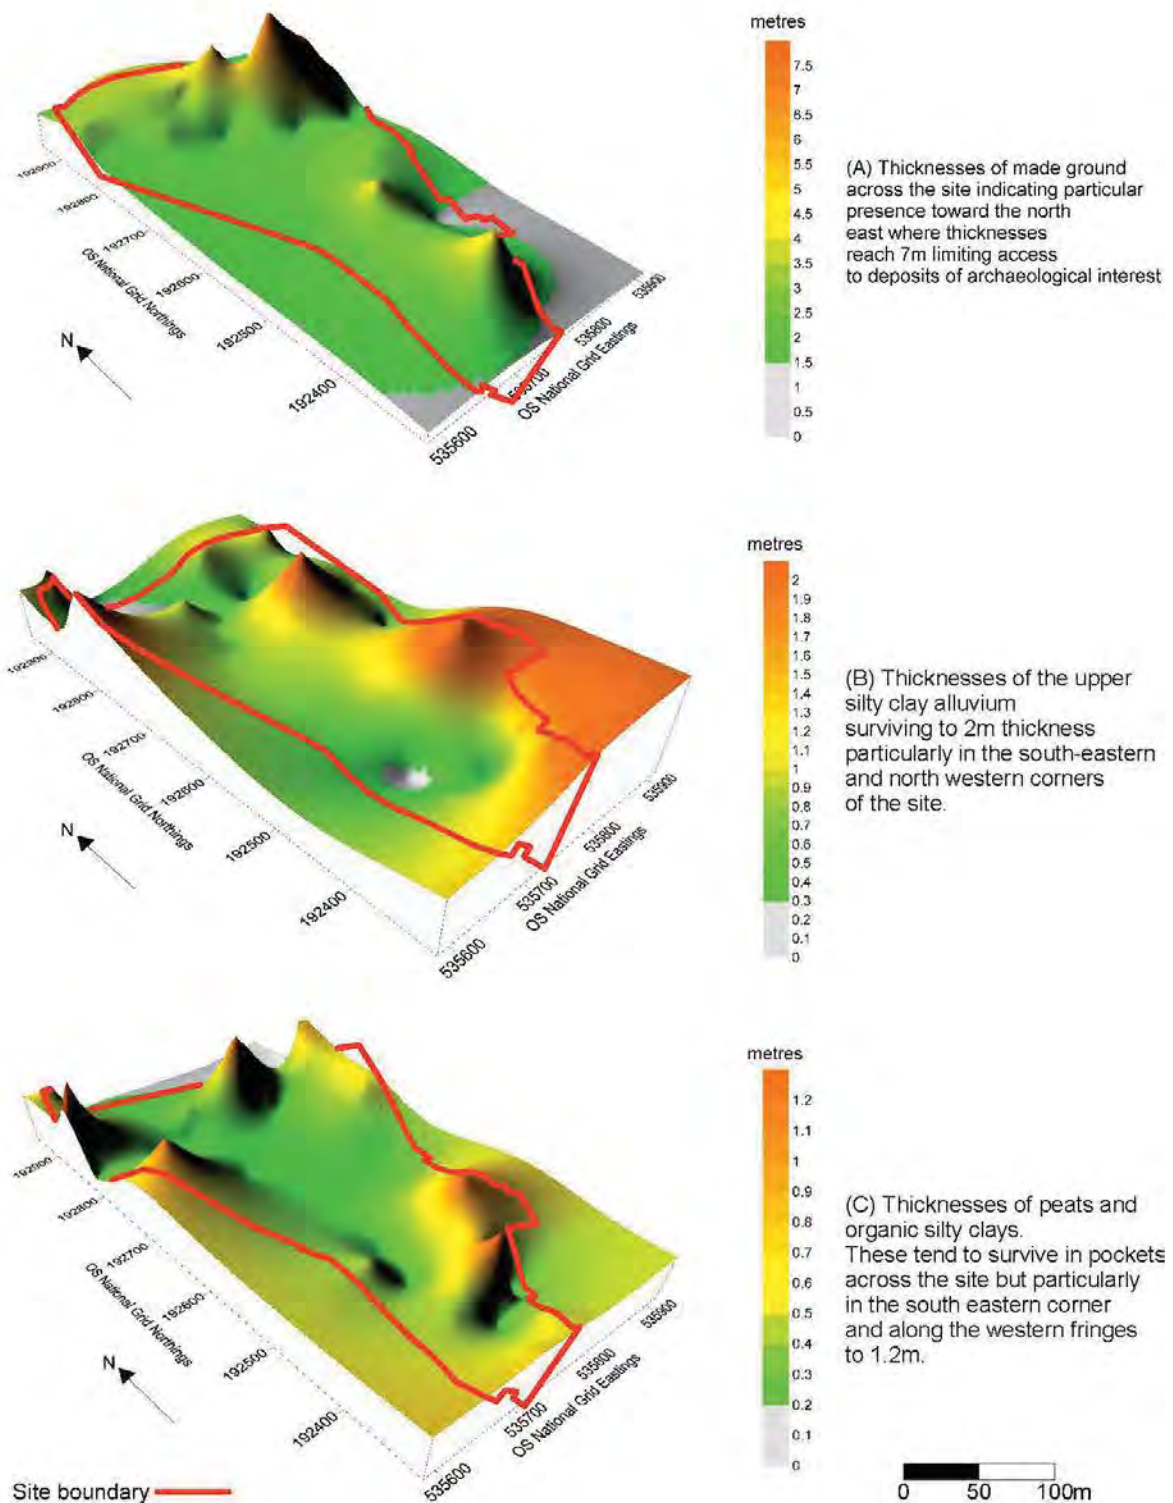 metres
7.5
7
6.5
6
5.5
5
4.5
4
3.5
3
2.5
2
1.5
1
0.5
0
(A) Thicknesses of made ground
across the site indicating particular
presence toward the north
east where thicknesses
reach 7m limiting access
to deposits of archaeological interest
192900
192800
192700
192600
192500
192400
OS National Grid Northings
N
535600
535700
535800
535900
OS National Grid Eastings
metres
2
1.9
1.8
1.7
1.6
1.5
1.4
1.3
1.2
1.1
1
0.9
0.8
0.7
0.6
0.5
0.4
0.3
0.2
0.1
0
(B) Thicknesses of the upper
silty clay alluvium
surviving to 2m thickness
particularly in the south-eastern
and north western corners
of the site.
192900
192800
192700
192600
192500
192400
OS National Grid Northings
N
535600
535700
535800
535900
OS National Grid Eastings
metres
1.2
1.1
1
0.9
0.8
0.7
0.6
0.5
0.4
0.3
0.2
0.1
0
(C) Thicknesses of peats and
organic silty clays.
These tend to survive in pockets
across the site but particularly
in the south eastern corner
and along the western fringes
to 1.2m.
192900
192800
192700
192600
192500
192400
OS National Grid Northings
N
535600
535700
535800
535900
OS National Grid Eastings
Site boundary
0 50 100m